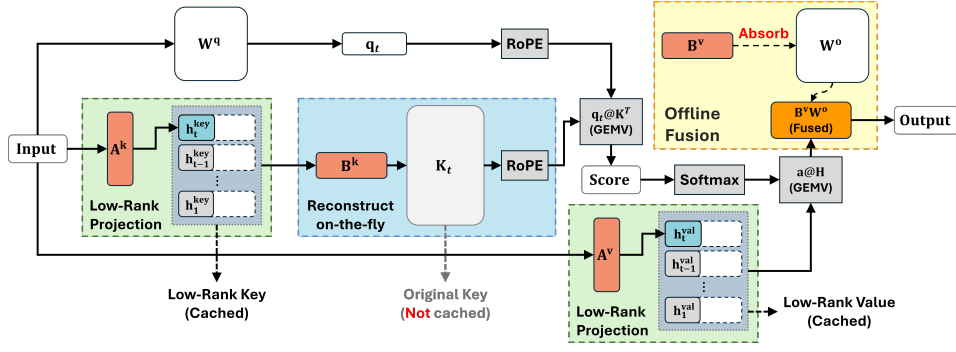 W^q
q_t
RoPE
B^v
Absorb
W^o
Offline
Fusion
B^vW^o
(Fused)
Output
q_t@K^T
(GEMV)
Input
A^k
h_t^key
h_{t-1}^key
⋮
h_1^key
Low-Rank
Projection
B^k
K_t
RoPE
Reconstruct
on-the-fly
Score
Softmax
a@H
(GEMV)
A^v
h_t^val
h_{t-1}^val
⋮
h_1^val
Low-Rank
Projection
Low-Rank Key
(Cached)
Original Key
(Not cached)
Low-Rank Value
(Cached)